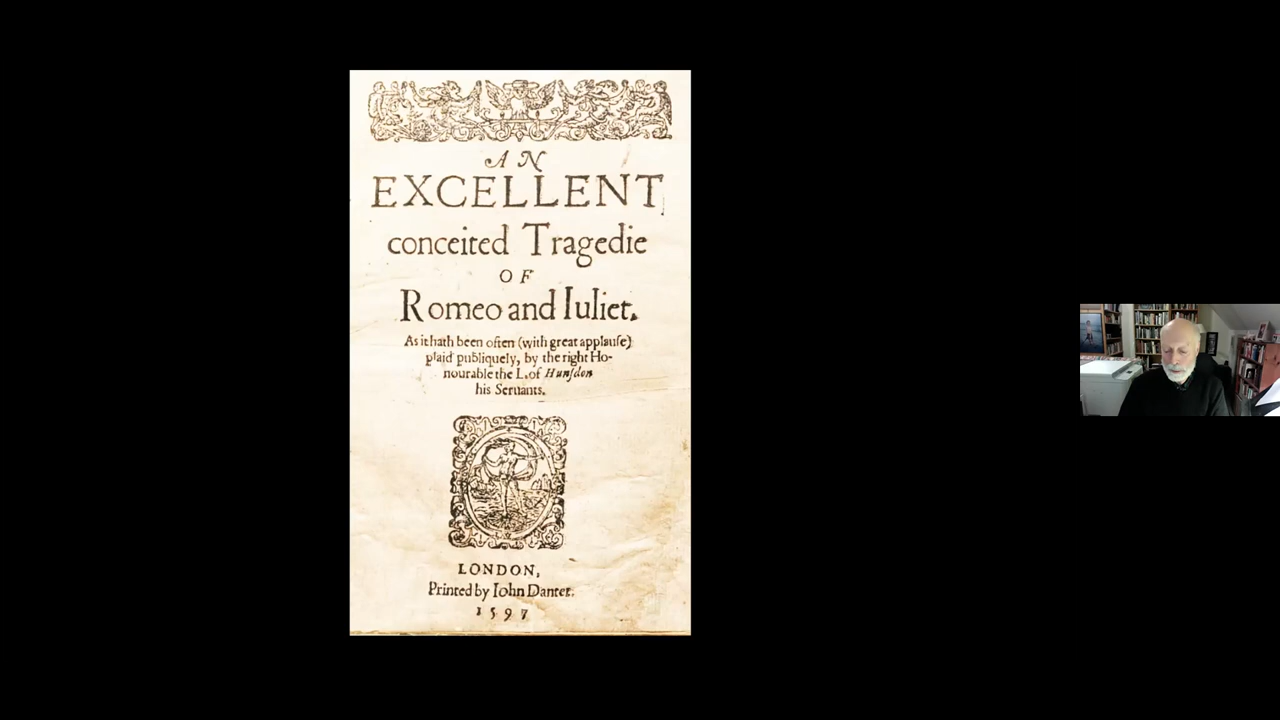 AN
EXCELLENT
conceited Tragedie
OF
Romeo and Iuliet.
As it hath been often (with great applause)
plaid publiquely, by the right Ho-
nourable the L. of Hunsdon
his Seruants.
LONDON,
Printed by Iohn Danter.
1597